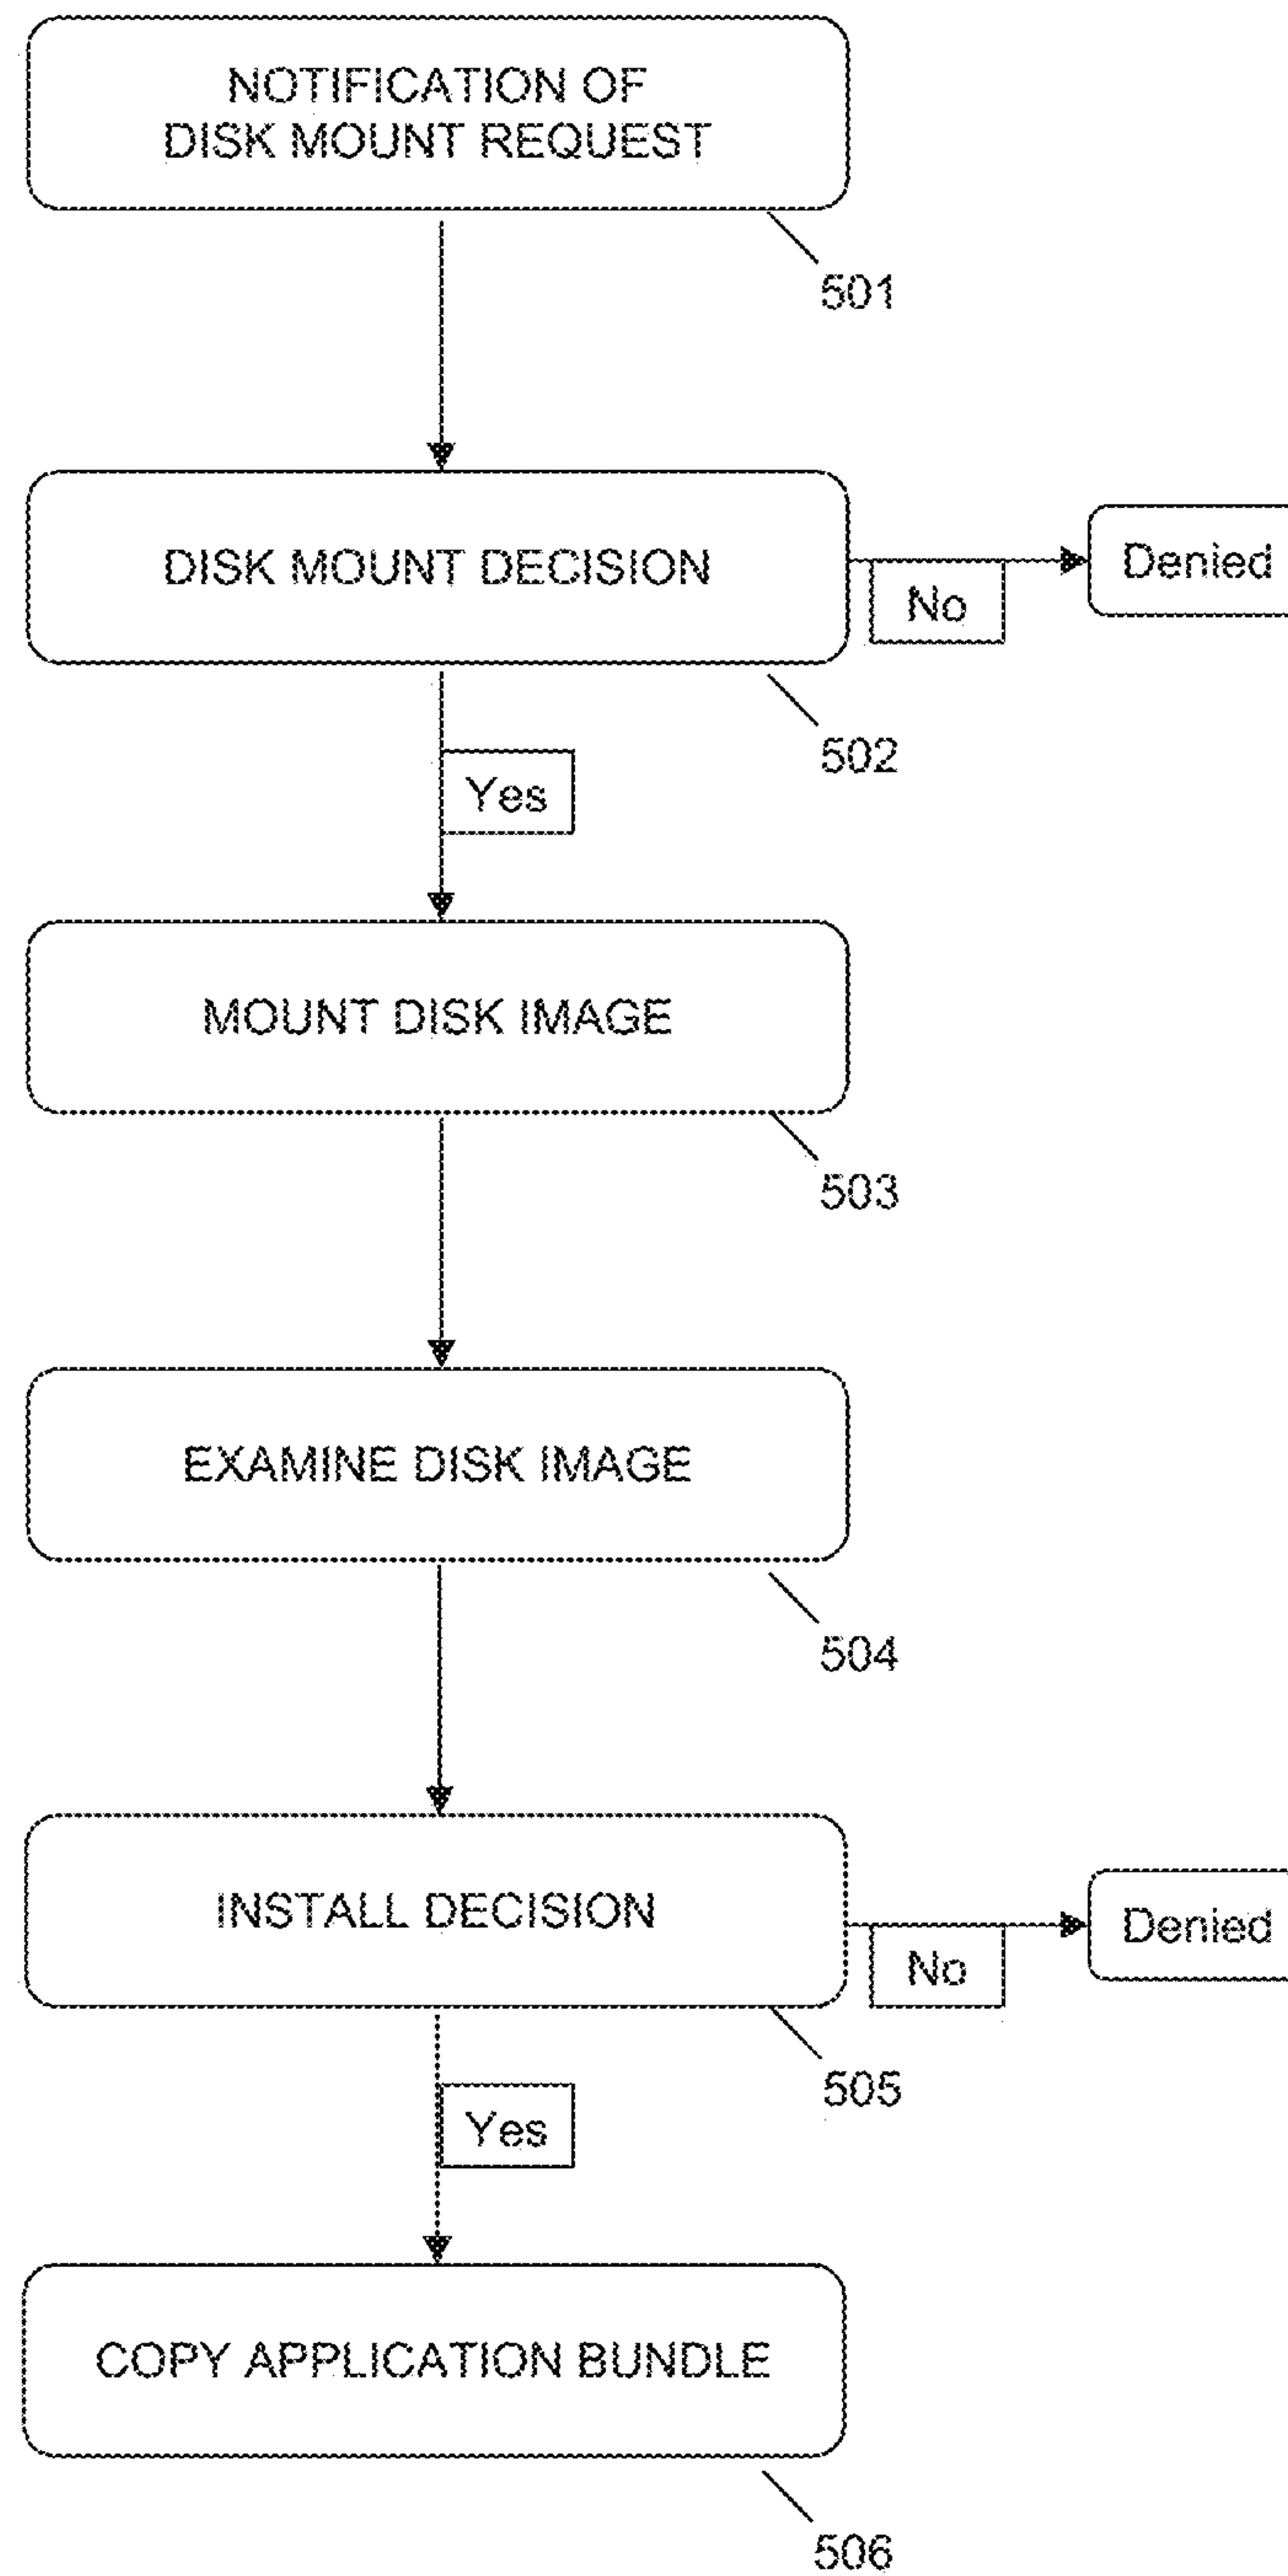 NOTIFICATION OF
DISK MOUNT REQUEST
501
DISK MOUNT DECISION
No
Denied
502
Yes
MOUNT DISK IMAGE
503
EXAMINE DISK IMAGE
504
INSTALL DECISION
No
Denied
505
Yes
COPY APPLICATION BUNDLE
506